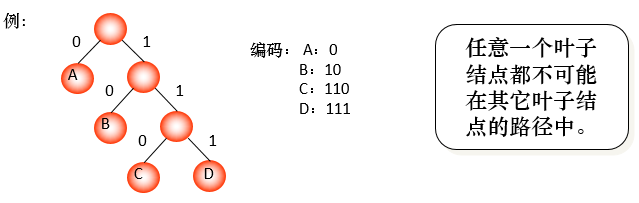 例:
0 1
A
0 1
B
0 1
C D
编码: A: 0
B: 10
C: 110
D: 111
任意一个叶子
结点都不可能
在其它叶子结
点的路径中。